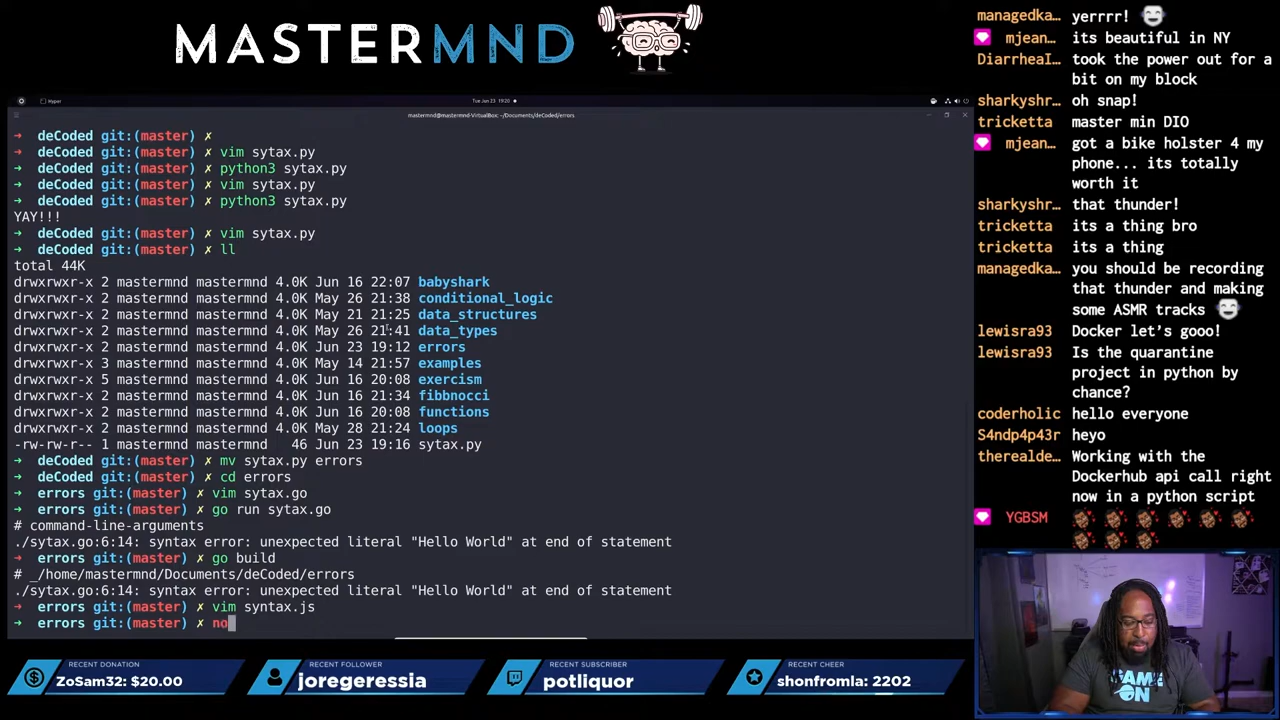 MASTERMND
Hyper
Tue Jun 23 19:20
mastermnd@mastermnd-VirtualBox: ~/Documents/deCoded/errors
➜ deCoded git:(master) ✗
➜ deCoded git:(master) ✗ vim sytax.py
➜ deCoded git:(master) ✗ python3 sytax.py
➜ deCoded git:(master) ✗ vim sytax.py
➜ deCoded git:(master) ✗ python3 sytax.py
YAY!!!
➜ deCoded git:(master) ✗ vim sytax.py
➜ deCoded git:(master) ✗ ll
total 44K
drwxrwxr-x 2 mastermnd mastermnd 4.0K Jun 16 22:07 babyshark
drwxrwxr-x 2 mastermnd mastermnd 4.0K May 26 21:38 conditional_logic
drwxrwxr-x 2 mastermnd mastermnd 4.0K May 21 21:25 data_structures
drwxrwxr-x 2 mastermnd mastermnd 4.0K May 26 21:41 data_types
drwxrwxr-x 2 mastermnd mastermnd 4.0K Jun 23 19:12 errors
drwxrwxr-x 3 mastermnd mastermnd 4.0K May 14 21:57 examples
drwxrwxr-x 5 mastermnd mastermnd 4.0K Jun 16 20:08 exercism
drwxrwxr-x 2 mastermnd mastermnd 4.0K Jun 16 21:34 fibbnocci
drwxrwxr-x 2 mastermnd mastermnd 4.0K Jun 16 20:08 functions
drwxrwxr-x 2 mastermnd mastermnd 4.0K May 28 21:24 loops
-rw-rw-r-- 1 mastermnd mastermnd 46 Jun 23 19:16 sytax.py
➜ deCoded git:(master) ✗ mv sytax.py errors
➜ deCoded git:(master) ✗ cd errors
➜ errors git:(master) ✗ vim sytax.go
➜ errors git:(master) ✗ go run sytax.go
# command-line-arguments
./sytax.go:6:14: syntax error: unexpected literal "Hello World" at end of statement
➜ errors git:(master) ✗ go build
# _/home/mastermnd/Documents/deCoded/errors
./sytax.go:6:14: syntax error: unexpected literal "Hello World" at end of statement
➜ errors git:(master) ✗ vim syntax.js
➜ errors git:(master) ✗ no
managedka… yerrrr!
mjean… its beautiful in NY
DiarrheaI… took the power out for a
bit on my block
sharkyshr… oh snap!
tricketta master min DIO
mjean… got a bike holster 4 my
phone... its totally
worth it
sharkyshr… that thunder!
tricketta its a thing bro
tricketta its a thing
managedka… you should be recording
that thunder and making
some ASMR tracks
lewisra93 Docker let's gooo!
lewisra93 Is the quarantine
project in python by
chance?
coderholic hello everyone
S4ndp4p43r heyo
therealde… Working with the
Dockerhub api call right
now in a python script
YGBSM
GAME
ON
RECENT DONATION
ZoSam32: $20.00
RECENT FOLLOWER
joregeressia
RECENT SUBSCRIBER
potliquor
RECENT CHEER
shonfromla: 2202